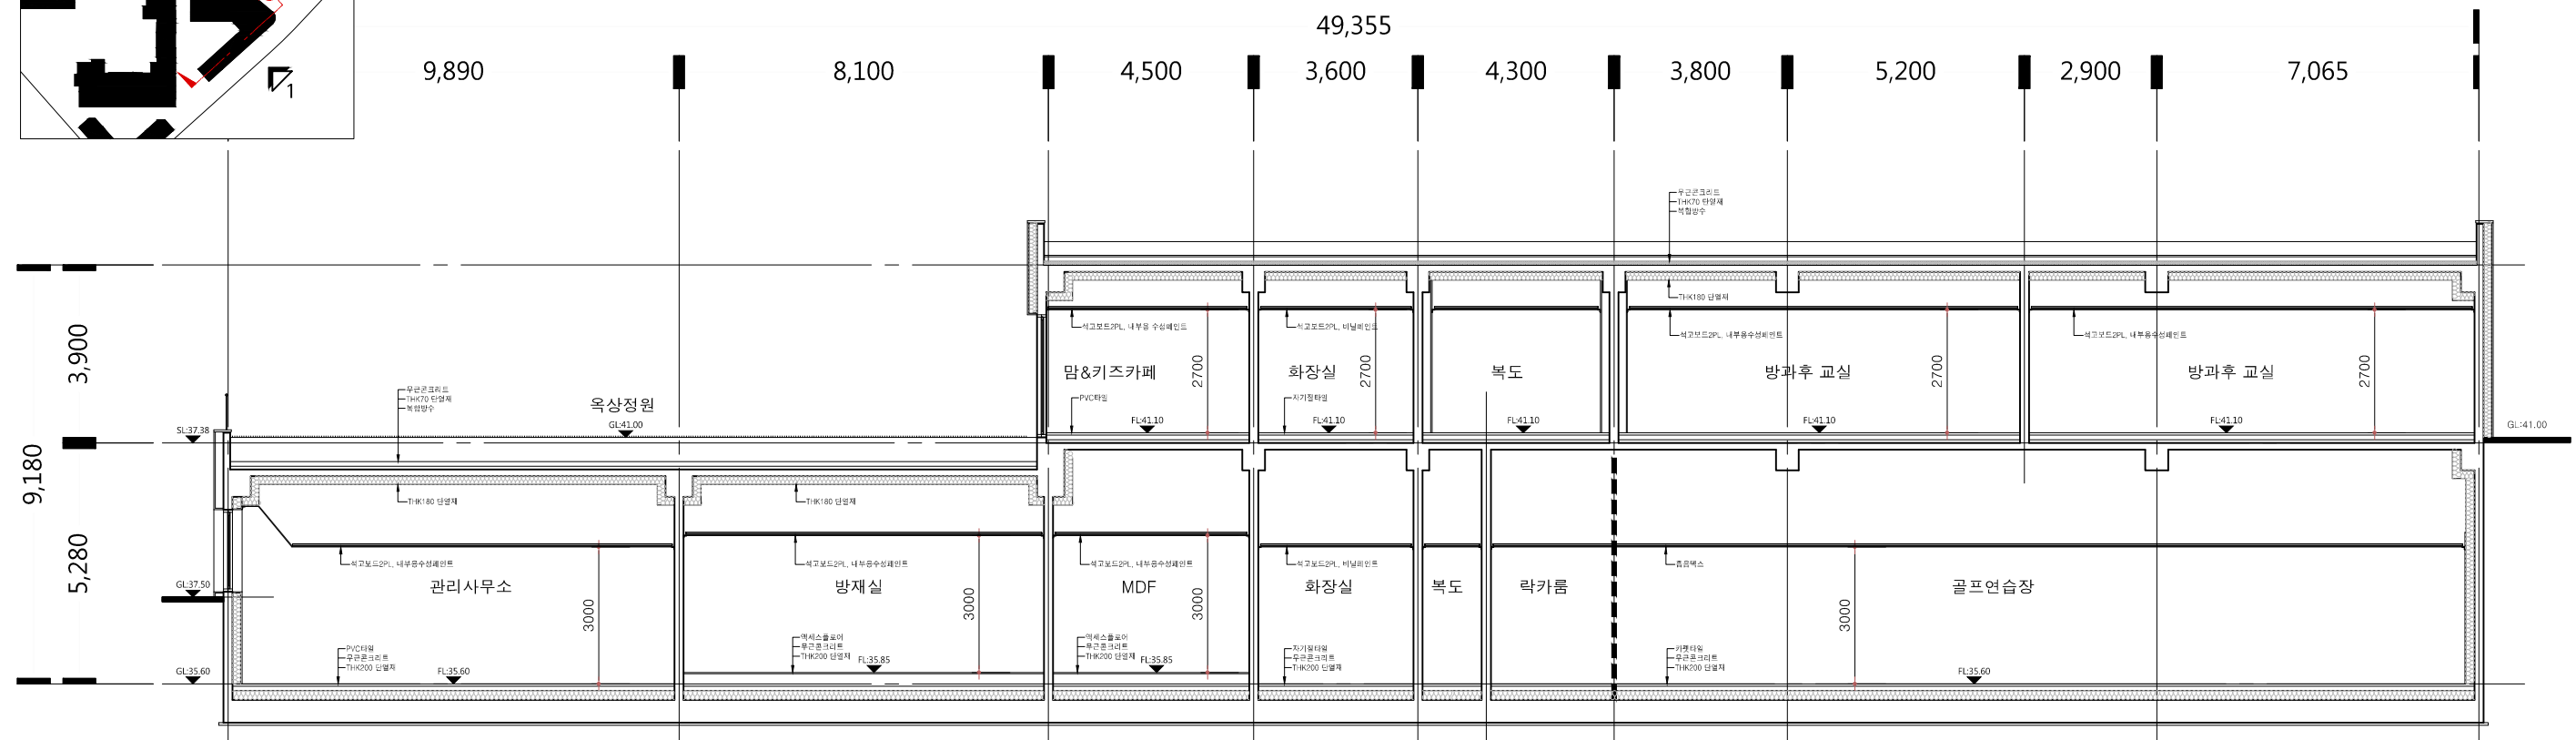 49,355
9,890
8,100
4,500
3,600
4,300
3,800
5,200
2,900
7,065
1
무근콘크리트
THK70 단열재
복합방수
THK180 단열재
3,900
9,180
5,280
석고보드2PL, 내부용 수성페인트
석고보드2PL, 비닐페인트
석고보드2PL, 내부용수성페인트
석고보드2PL, 내부용수성페인트
맘&키즈카페
2700
화장실
2700
복도
방과후 교실
2700
방과후 교실
2700
PVC타일
자기질타일
FL:41.10
FL:41.10
FL:41.10
FL:41.10
FL:41.10
GL:41.00
무근콘크리트
THK70 단열재
복합방수
옥상정원
GL:41.00
SL:37.38
THK180 단열재
THK180 단열재
석고보드2PL, 내부용수성페인트
석고보드2PL, 내부용수성페인트
석고보드2PL, 내부용수성페인트
석고보드2PL, 비닐페인트
흡음텍스
GL:37.50
관리사무소
3000
방재실
3000
MDF
3000
화장실
복도
락카룸
골프연습장
3000
PVC타일
무근콘크리트
THK200 단열재
액세스플로어
무근콘크리트
THK200 단열재
액세스플로어
무근콘크리트
THK200 단열재
자기질타일
무근콘크리트
THK200 단열재
카펫타일
무근콘크리트
THK200 단열재
GL:35.60
FL:35.60
FL:35.85
FL:35.85
FL:35.60